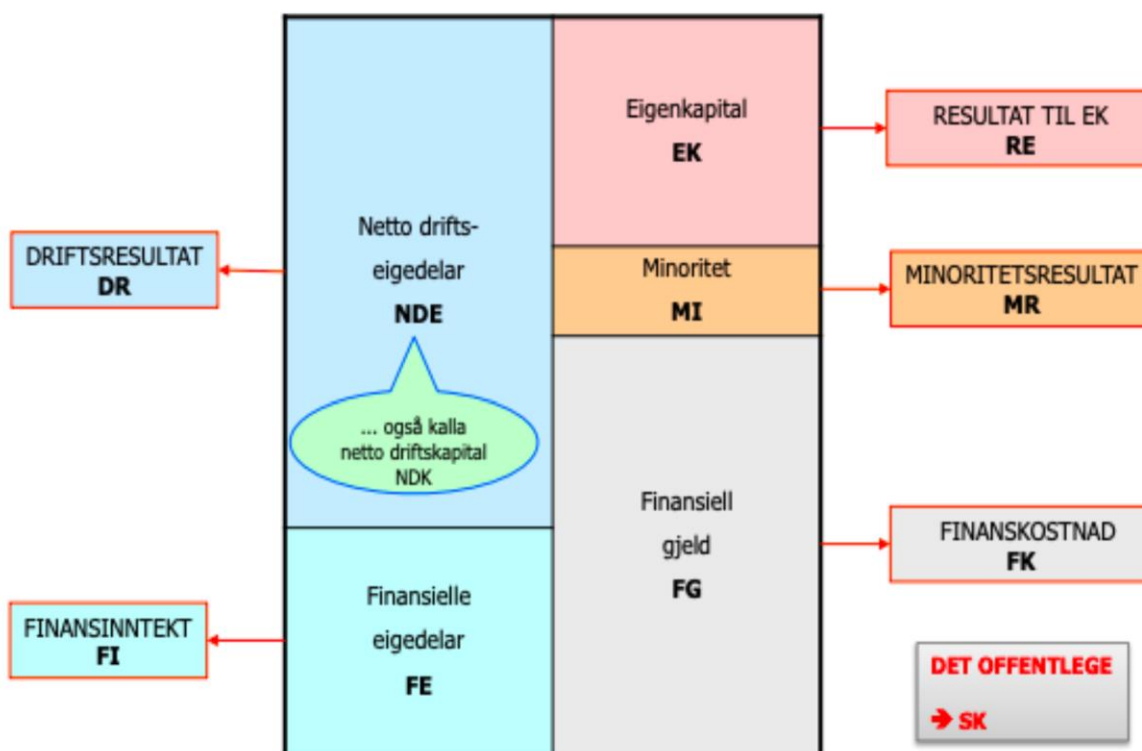 Eigenkapital
EK
RESULTAT TIL EK
RE
Netto drifts-
eigedelar
NDE
DRIFTSRESULTAT
DR
Minoritet
MI
MINORITETSRESULTAT
MR
... også kalla
netto driftskapital
NDK
Finansiell
gjeld
FG
FINANSKOSTNAD
FK
Finansielle
eigedelar
FE
FINANSINNTEKT
FI
DET OFFENTLEGE
➔ SK